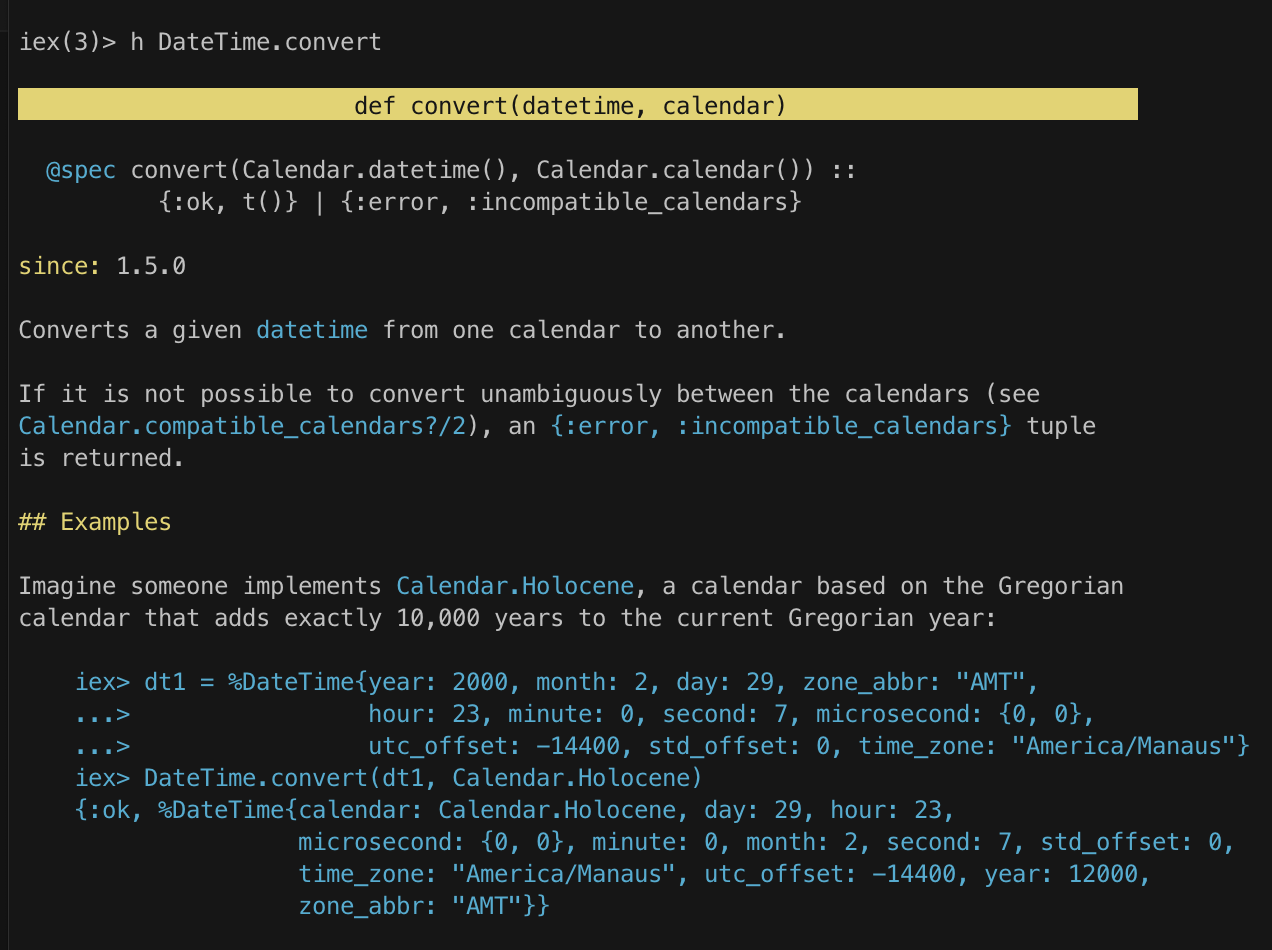 iex(3)> h DateTime.convert
def convert(datetime, calendar)
@spec convert(Calendar.datetime(), Calendar.calendar()) ::
{:ok, t()} | {:error, :incompatible_calendars}
since: 1.5.0
Converts a given datetime from one calendar to another.
If it is not possible to convert unambiguously between the calendars (see
Calendar.compatible_calendars?/2), an {:error, :incompatible_calendars} tuple
is returned.
## Examples
Imagine someone implements Calendar.Holocene, a calendar based on the Gregorian
calendar that adds exactly 10,000 years to the current Gregorian year:
iex> dt1 = %DateTime{year: 2000, month: 2, day: 29, zone_abbr: "AMT",
...>                 hour: 23, minute: 0, second: 7, microsecond: {0, 0},
...>                 utc_offset: -14400, std_offset: 0, time_zone: "America/Manaus"}
iex> DateTime.convert(dt1, Calendar.Holocene)
{:ok, %DateTime{calendar: Calendar.Holocene, day: 29, hour: 23,
microsecond: {0, 0}, minute: 0, month: 2, second: 7, std_offset: 0,
time_zone: "America/Manaus", utc_offset: -14400, year: 12000,
zone_abbr: "AMT"}}